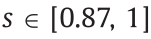 s ∈ [0.87, 1]